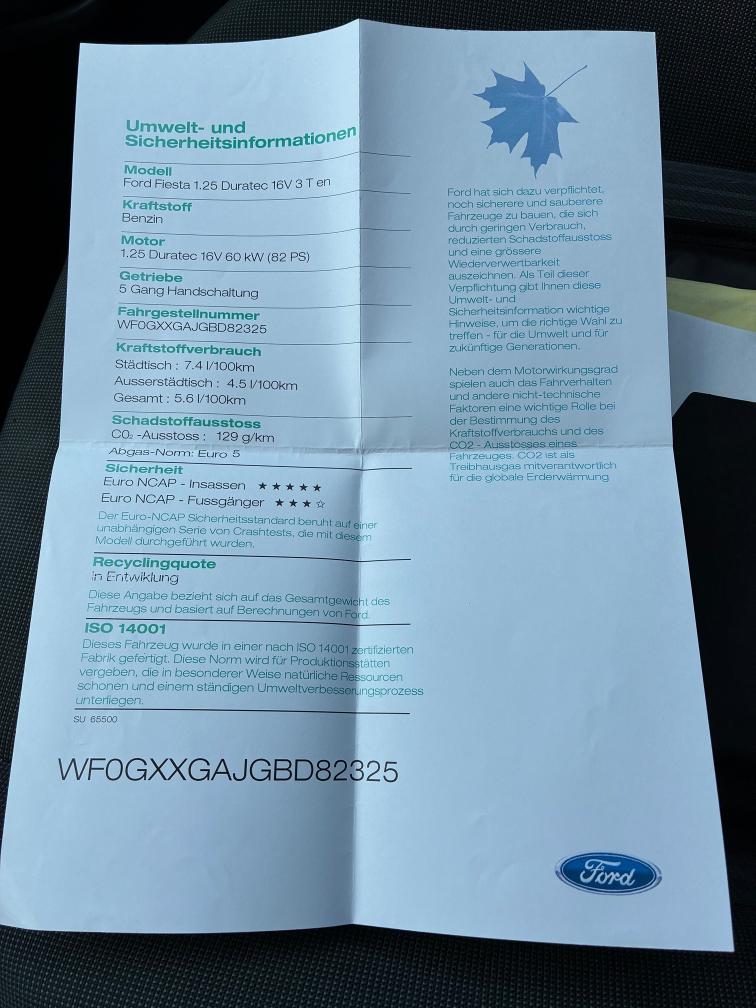 Umwelt- und
Sicherheitsinformationen
Modell
Ford Fiesta 1.25 Duratec 16V 3 T en
Kraftstoff
Benzin
Motor
1.25 Duratec 16V 60 kW (82 PS)
Getriebe
5 Gang Handschaltung
Fahrgestellnummer
WF0GXXGAJGBD82325
Kraftstoffverbrauch
Städtisch : 7.4 l/100km
Ausserstädtisch : 4.5 l/100km
Gesamt : 5.6 l/100km
Schadstoffausstoss
CO₂ -Ausstoss : 129 g/km
Abgas-Norm: Euro 5
Sicherheit
Euro NCAP - Insassen ★★★★★
Euro NCAP - Fussgänger ★★★☆
Der Euro-NCAP Sicherheitsstandard beruht auf einer
unabhängigen Serie von Crashtests, die mit diesem
Modell durchgeführt wurden.
Recyclingquote
in Entwicklung
Diese Angabe bezieht sich auf das Gesamtgewicht des
Fahrzeugs und basiert auf Berechnungen von Ford.
ISO 14001
Dieses Fahrzeug wurde in einer nach ISO 14001 zertifizierten
Fabrik gefertigt. Diese Norm wird für Produktionsstätten
vergeben, die in besonderer Weise natürliche Ressourcen
schonen und einem ständigen Umweltverbesserungsprozess
unterliegen.
SU 65500
WF0GXXGAJGBD82325
Ford hat sich dazu verpflichtet,
noch sicherere und sauberere
Fahrzeuge zu bauen, die sich
durch geringen Verbrauch,
reduzierten Schadstoffausstoss
und eine grössere
Wiederverwertbarkeit
auszeichnen. Als Teil dieser
Verpflichtung gibt Ihnen diese
Umwelt- und
Sicherheitsinformation wichtige
Hinweise, um die richtige Wahl zu
treffen - für die Umwelt und für
zukünftige Generationen.
Neben dem Motorwirkungsgrad
spielen auch das Fahrverhalten
und andere nicht-technische
Faktoren eine wichtige Rolle bei
der Bestimmung des
Kraftstoffverbrauchs und des
CO2 - Ausstosses eines
Fahrzeuges. CO2 ist als
Treibhausgas mitverantwortlich
für die globale Erderwärmung
Ford